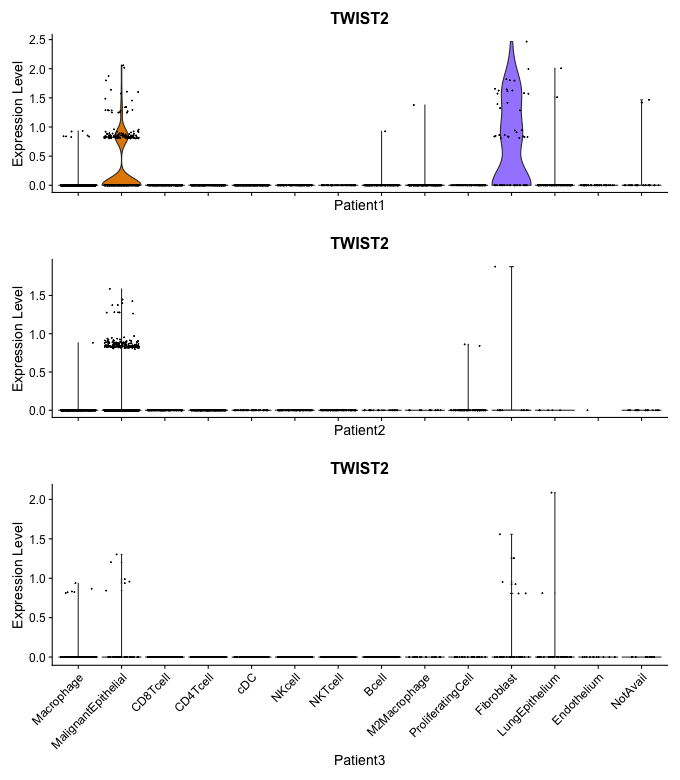 TWIST2
Expression Level
2.5
2.0
1.5
1.0
0.5
0.0
Patient1
TWIST2
Expression Level
1.5
1.0
0.5
0.0
Patient2
TWIST2
Expression Level
2.0
1.5
1.0
0.5
0.0
Macrophage
MalignantEpithelial
CD8Tcell
CD4Tcell
cDC
NKcell
NKTcell
Bcell
M2Macrophage
ProliferatingCell
Fibroblast
LungEpithelium
Endothelium
NotAvail
Patient3